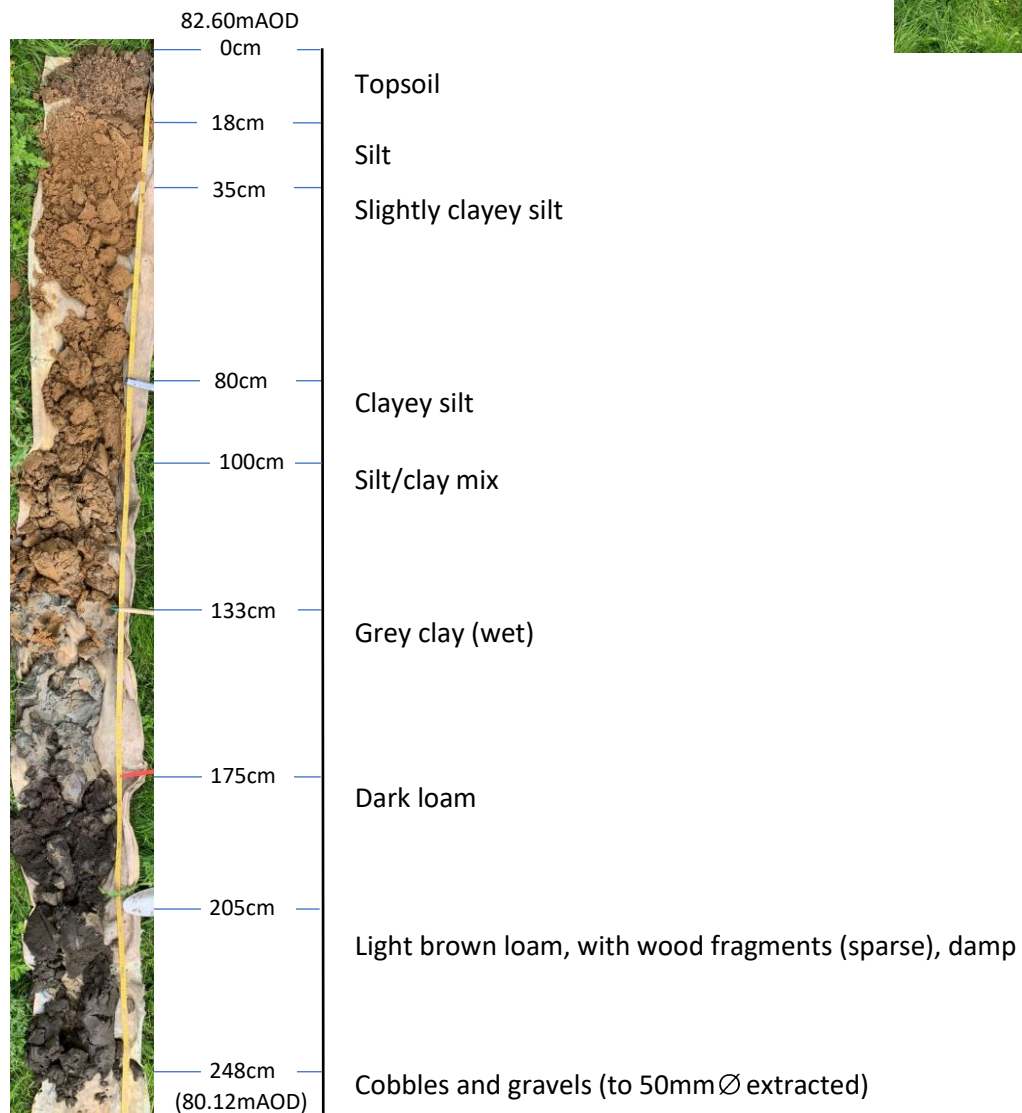 82.60mAOD
0cm
Topsoil
18cm
Silt
35cm
Slightly clayey silt
80cm
Clayey silt
100cm
Silt/clay mix
133cm
Grey clay (wet)
175cm
Dark loam
205cm
Light brown loam, with wood fragments (sparse), damp
248cm
(80.12mAOD)
Cobbles and gravels (to 50mm∅ extracted)